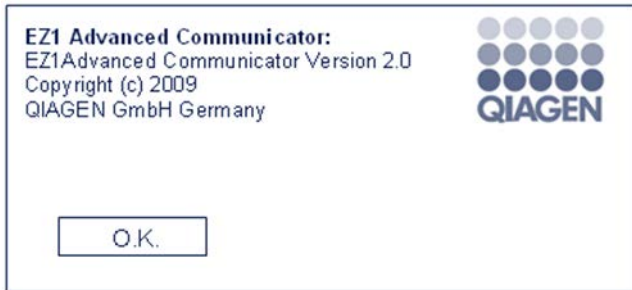 EZ1 Advanced Communicator:
EZ1Advanced Communicator Version 2.0
Copyright (c) 2009
QIAGEN GmbH Germany
QIAGEN
O.K.